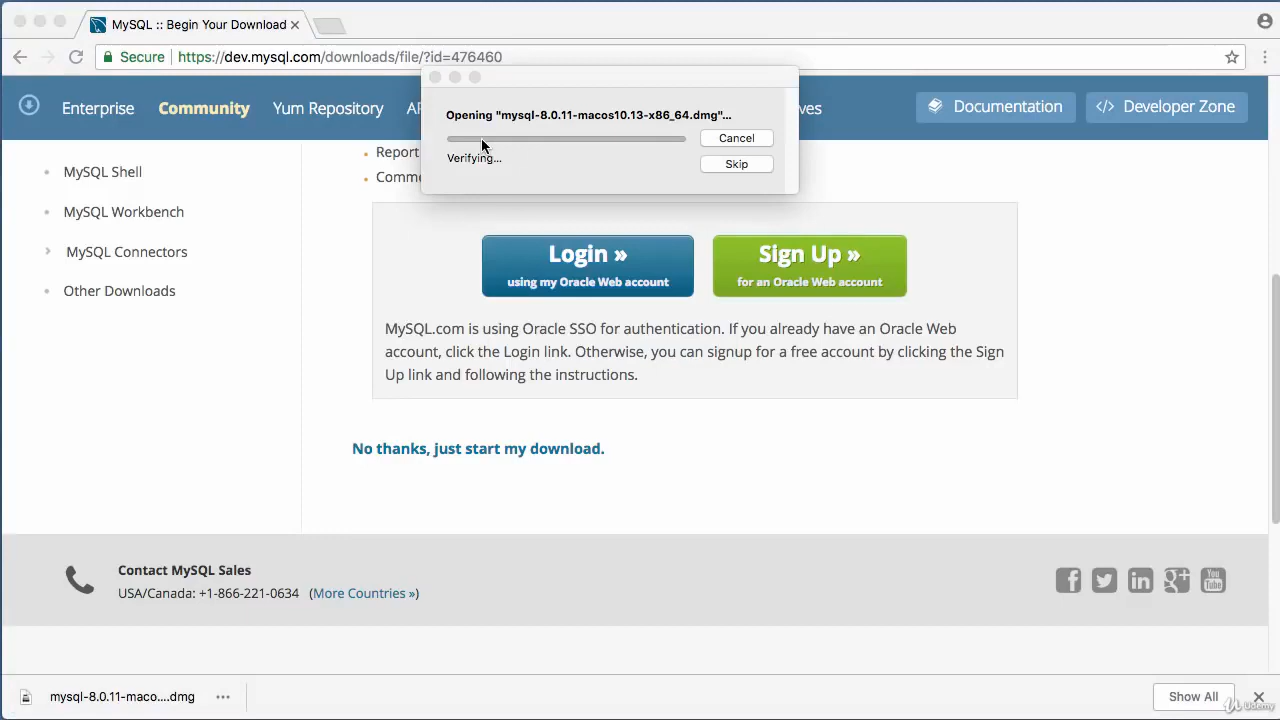 MySQL :: Begin Your Download
Secure https://dev.mysql.com/downloads/file/?id=476460
Opening "mysql-8.0.11-macos10.13-x86_64.dmg"...
Cancel
Verifying...
Skip
Enterprise Community Yum Repository
Documentation
Developer Zone
Report
MySQL Shell
MySQL Workbench
MySQL Connectors
Other Downloads
Login »
using my Oracle Web account
Sign Up »
for an Oracle Web account
MySQL.com is using Oracle SSO for authentication. If you already have an Oracle Web
account, click the Login link. Otherwise, you can signup for a free account by clicking the Sign
Up link and following the instructions.
No thanks, just start my download.
Contact MySQL Sales
USA/Canada: +1-866-221-0634 (More Countries »)
You Tube
mysql-8.0.11-maco....dmg
Show All
Udemy